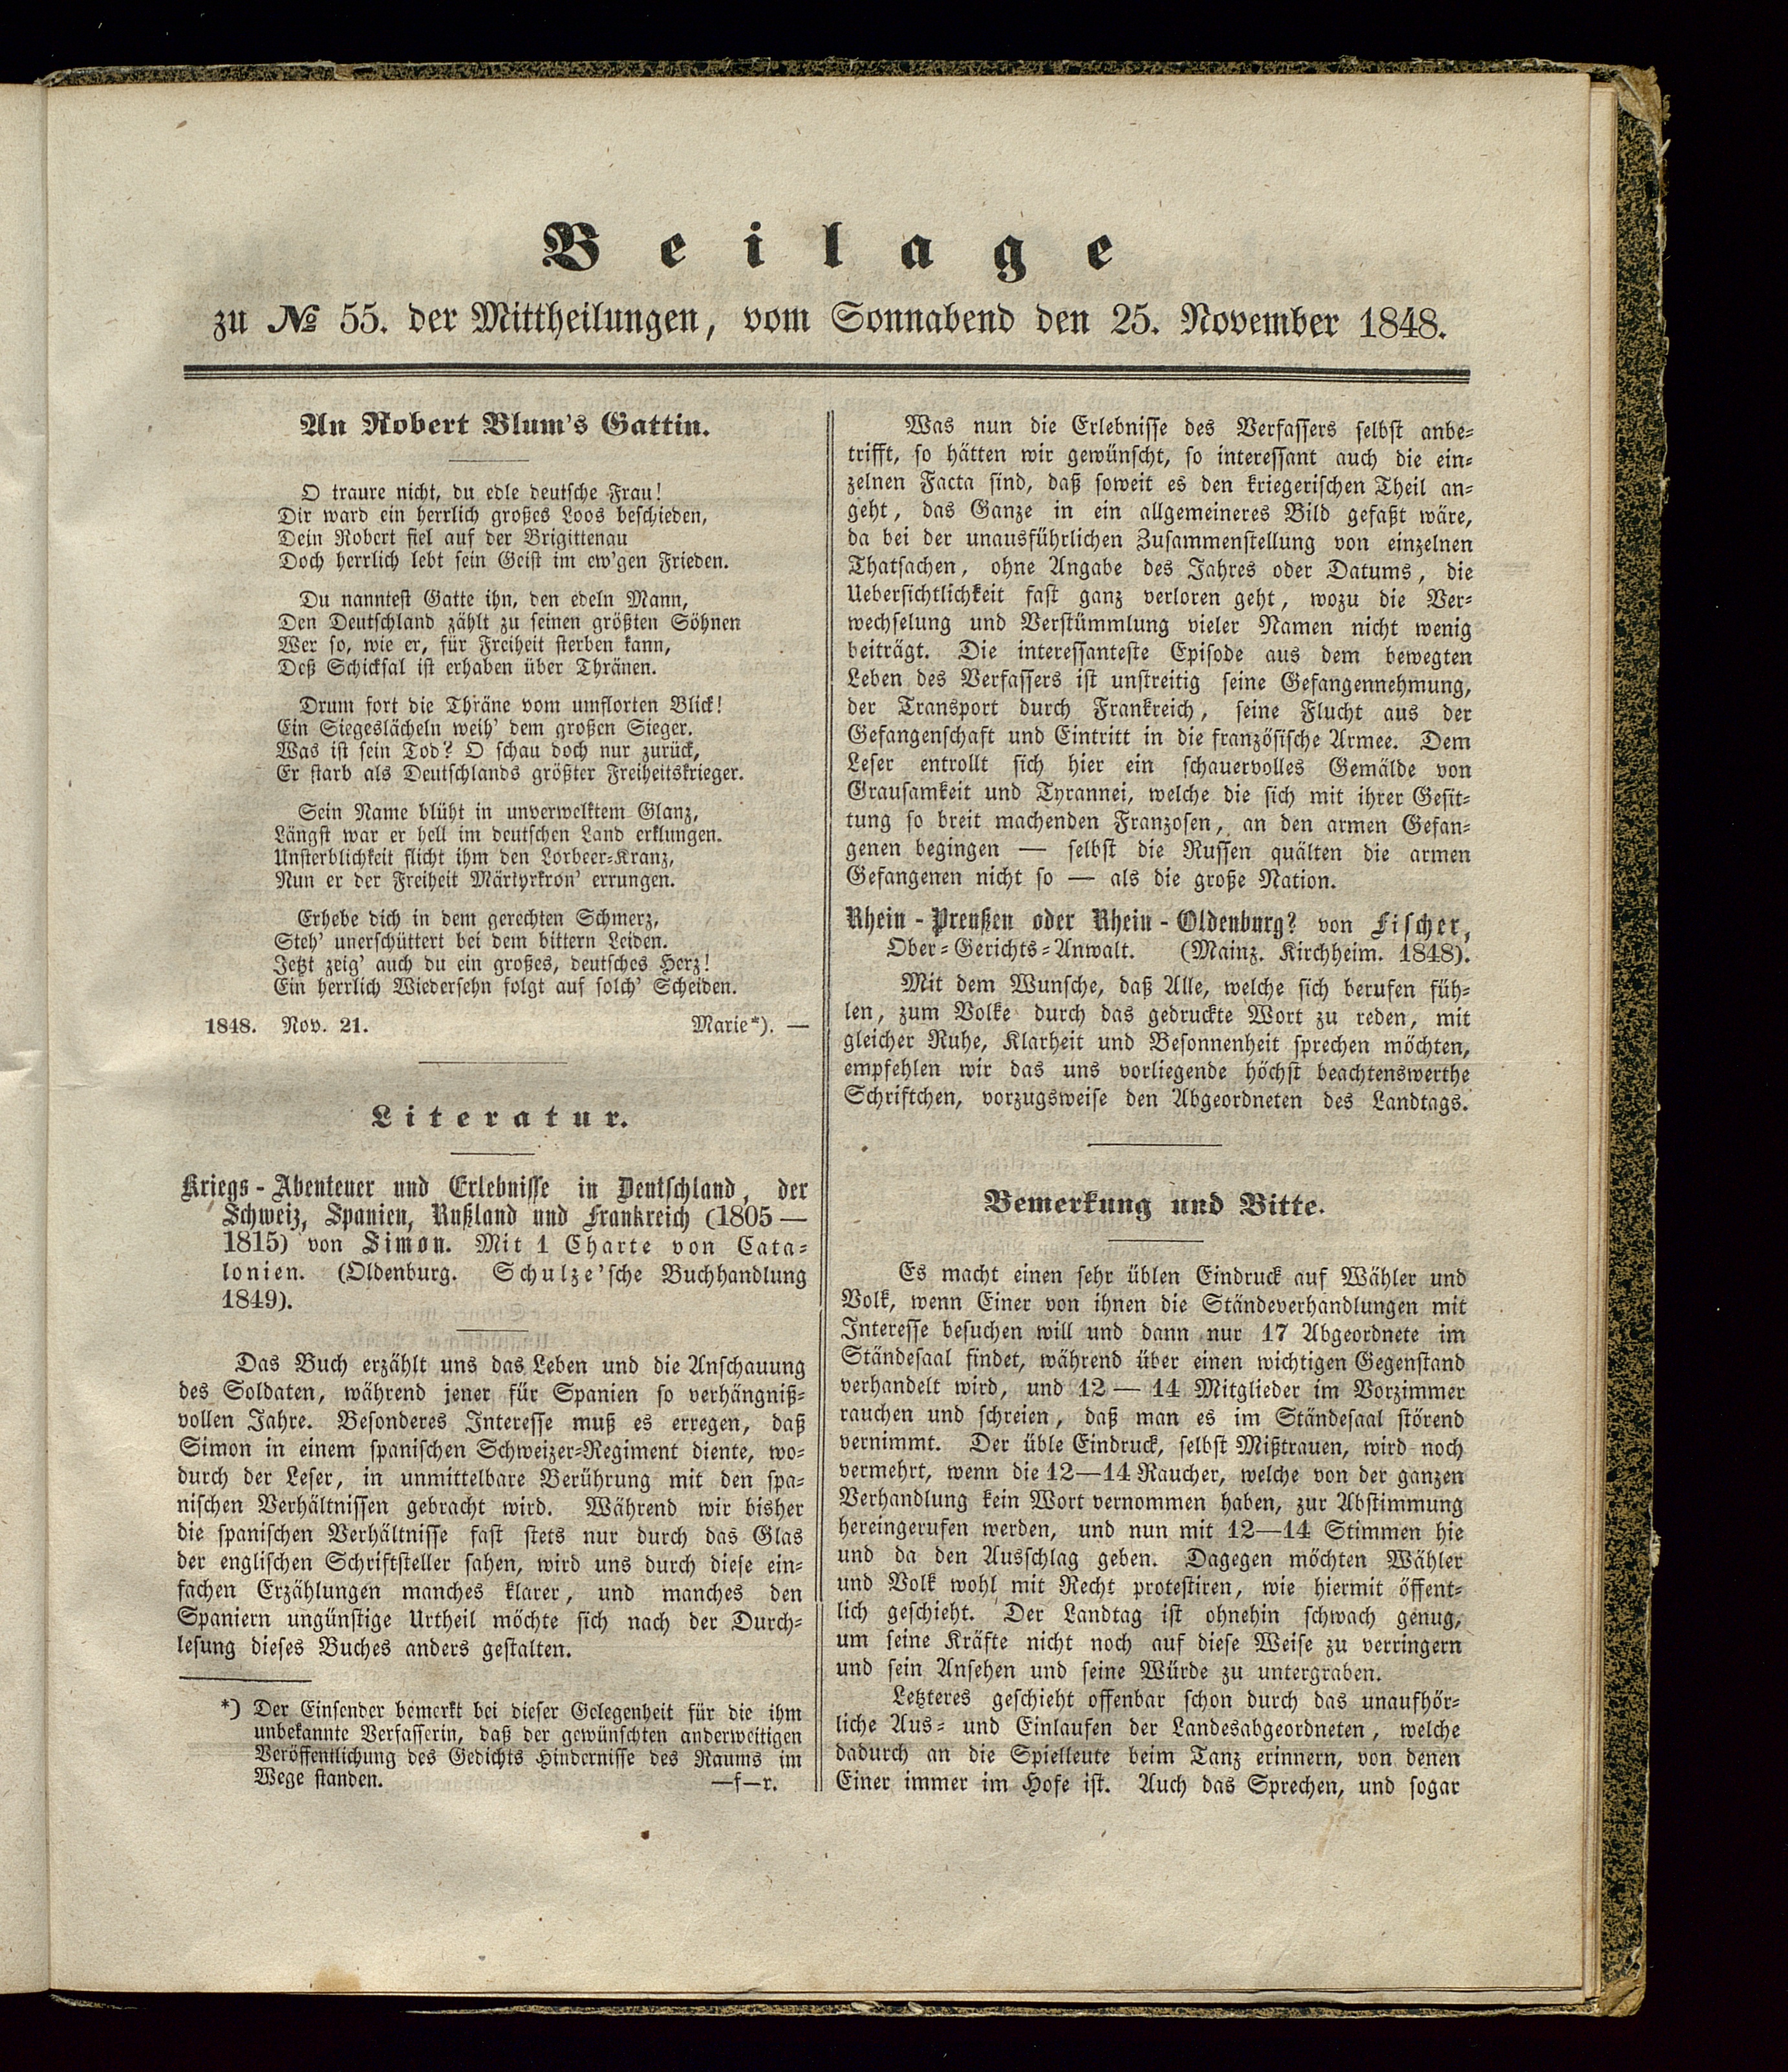 Beilage
zu № 55. der Mittheilungen, vom Sonnabend den 25. November 1848.
An Robert Blum's Gattin.
O traure nicht, du edle deutsche Frau!
Dir ward ein herrlich großes Loos beschieden,
Dein Robert fiel auf der Brigittenau
Doch herrlich lebt sein Geist im ew'gen Frieden.
Du nanntest Gatte ihn, den edeln Mann,
Den Deutschland zählt zu seinen größten Söhnen
Wer so, wie er, für Freiheit sterben kann,
Deß Schicksal ist erhaben über Thränen.
Drum fort die Thräne vom umflorten Blick!
Ein Siegeslächeln weih' dem großen Sieger.
Was ist sein Tod? O schau doch nur zurück,
Er starb als Deutschlands größter Freiheitskrieger.
Sein Name blüht in unverwelktem Glanz,
Längst war er hell im deutschen Land erklungen.
Unsterblichkeit flicht ihm den Lorbeer-Kranz,
Nun er der Freiheit Märtyrkron' errungen.
Erhebe dich in dem gerechten Schmerz,
Steh' unerschüttert bei dem bittern Leiden.
Jetzt zeig' auch du ein großes, deutsches Herz!
Ein herrlich Wiedersehn folgt auf solch' Scheiden.
1848. Nov. 21. Marie*). —
Literatur.
Kriegs-Abenteuer und Erlebnisse in Deutschland, der
Schweiz, Spanien, Rußland und Frankreich (1805 —
1815) von Simon. Mit 1 Charte von Cata-
lonien. (Oldenburg. Schulze'sche Buchhandlung
1849).
Das Buch erzählt uns das Leben und die Anschauung
des Soldaten, während jener für Spanien so verhängniß-
vollen Jahre. Besonderes Interesse muß es erregen, daß
Simon in einem spanischen Schweizer-Regiment diente, wo-
durch der Leser, in unmittelbare Berührung mit den spa-
nischen Verhältnissen gebracht wird. Während wir bisher
die spanischen Verhältnisse fast stets nur durch das Glas
der englischen Schriftsteller sahen, wird uns durch diese ein-
fachen Erzählungen manches klarer, und manches den
Spaniern ungünstige Urtheil möchte sich nach der Durch-
lesung dieses Buches anders gestalten.
*) Der Einsender bemerkt bei dieser Gelegenheit für die ihm
unbekannte Verfasserin, daß der gewünschten anderweitigen
Veröffentlichung des Gedichts Hindernisse des Raums im
Wege standen. —f—r.
Was nun die Erlebnisse des Verfassers selbst anbe-
trifft, so hätten wir gewünscht, so interessant auch die ein-
zelnen Facta sind, daß soweit es den kriegerischen Theil an-
geht, das Ganze in ein allgemeineres Bild gefaßt wäre,
da bei der unausführlichen Zusammenstellung von einzelnen
Thatsachen, ohne Angabe des Jahres oder Datums, die
Uebersichtlichkeit fast ganz verloren geht, wozu die Ver-
wechselung und Verstümmlung vieler Namen nicht wenig
beiträgt. Die interessanteste Episode aus dem bewegten
Leben des Verfassers ist unstreitig seine Gefangennehmung,
der Transport durch Frankreich, seine Flucht aus der
Gefangenschaft und Eintritt in die französische Armee. Dem
Leser entrollt sich hier ein schauervolles Gemälde von
Grausamkeit und Tyrannei, welche die sich mit ihrer Gesit-
tung so breit machenden Franzosen, an den armen Gefan-
genen begingen — selbst die Russen quälten die armen
Gefangenen nicht so — als die große Nation.
Rhein-Preußen oder Rhein-Oldenburg? von Fischer,
Ober-Gerichts-Anwalt. (Mainz. Kirchheim. 1848).
Mit dem Wunsche, daß Alle, welche sich berufen füh-
len, zum Volke durch das gedruckte Wort zu reden, mit
gleicher Ruhe, Klarheit und Besonnenheit sprechen möchten,
empfehlen wir das uns vorliegende höchst beachtenswerthe
Schriftchen, vorzugsweise den Abgeordneten des Landtags.
Bemerkung und Bitte.
Es macht einen sehr üblen Eindruck auf Wähler und
Volk, wenn Einer von ihnen die Ständeverhandlungen mit
Interesse besuchen will und dann nur 17 Abgeordnete im
Ständesaal findet, während über einen wichtigen Gegenstand
verhandelt wird, und 12 — 14 Mitglieder im Vorzimmer
rauchen und schreien, daß man es im Ständesaal störend
vernimmt. Der üble Eindruck, selbst Mißtrauen, wird noch
vermehrt, wenn die 12—14 Raucher, welche von der ganzen
Verhandlung kein Wort vernommen haben, zur Abstimmung
hereingerufen werden, und nun mit 12—14 Stimmen hie
und da den Ausschlag geben. Dagegen möchten Wähler
und Volk wohl mit Recht protestiren, wie hiermit öffent-
lich geschieht. Der Landtag ist ohnehin schwach genug,
um seine Kräfte nicht noch auf diese Weise zu verringern
und sein Ansehen und seine Würde zu untergraben.
Letzteres geschieht offenbar schon durch das unaufhör-
liche Aus- und Einlaufen der Landesabgeordneten, welche
dadurch an die Spielleute beim Tanz erinnern, von denen
Einer immer im Hofe ist. Auch das Sprechen, und sogar